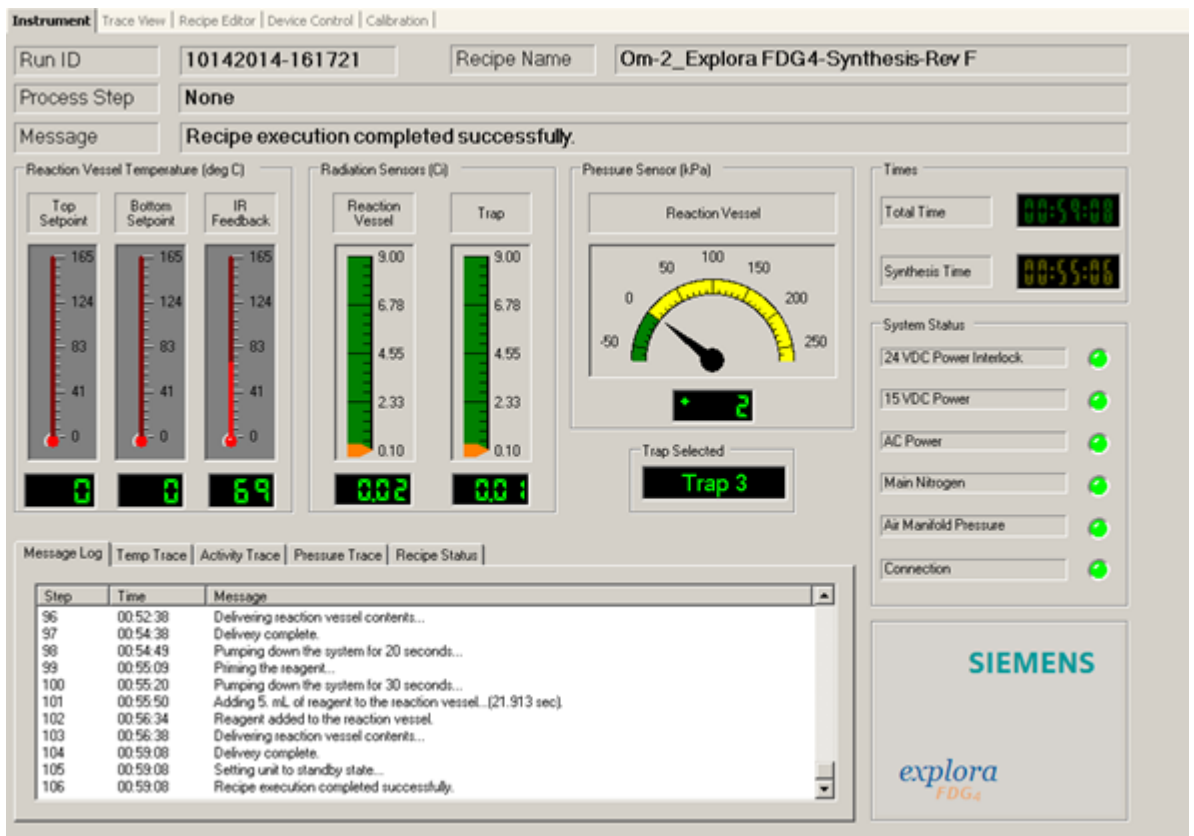 Instrument Trace View Recipe Editor Device Control Calibration
Run ID 10142014-161721 Recipe Name Om-2_Explora FDG4-Synthesis-Rev F
Process Step None
Message Recipe execution completed successfully.
Reaction Vessel Temperature (deg C)
Top Setpoint
165
124
83
41
0
0
Bottom Setpoint
165
124
83
41
0
0
IR Feedback
165
124
83
41
0
69
Radiation Sensors (Ci)
Reaction Vessel
9.00
6.78
4.55
2.33
0.10
0.02
Trap
9.00
6.78
4.55
2.33
0.10
0.01
Pressure Sensor (kPa)
Reaction Vessel
-50 0 50 100 150 200 250
+ 2
Trap Selected
Trap 3
Times
Total Time 00:59:08
Synthesis Time 00:55:06
System Status
24 VDC Power Interlock
15 VDC Power
AC Power
Main Nitrogen
Air Manifold Pressure
Connection
Message Log Temp Trace Activity Trace Pressure Trace Recipe Status
Step Time Message
96 00:52:38 Delivering reaction vessel contents...
97 00:54:38 Delivery complete.
98 00:54:49 Pumping down the system for 20 seconds...
99 00:55:09 Priming the reagent...
100 00:55:20 Pumping down the system for 30 seconds...
101 00:55:50 Adding 5. mL of reagent to the reaction vessel...(21.913 sec).
102 00:56:34 Reagent added to the reaction vessel.
103 00:56:38 Delivering reaction vessel contents...
104 00:59:08 Delivery complete.
105 00:59:08 Setting unit to standby state...
106 00:59:08 Recipe execution completed successfully.
SIEMENS
explora
FDG4